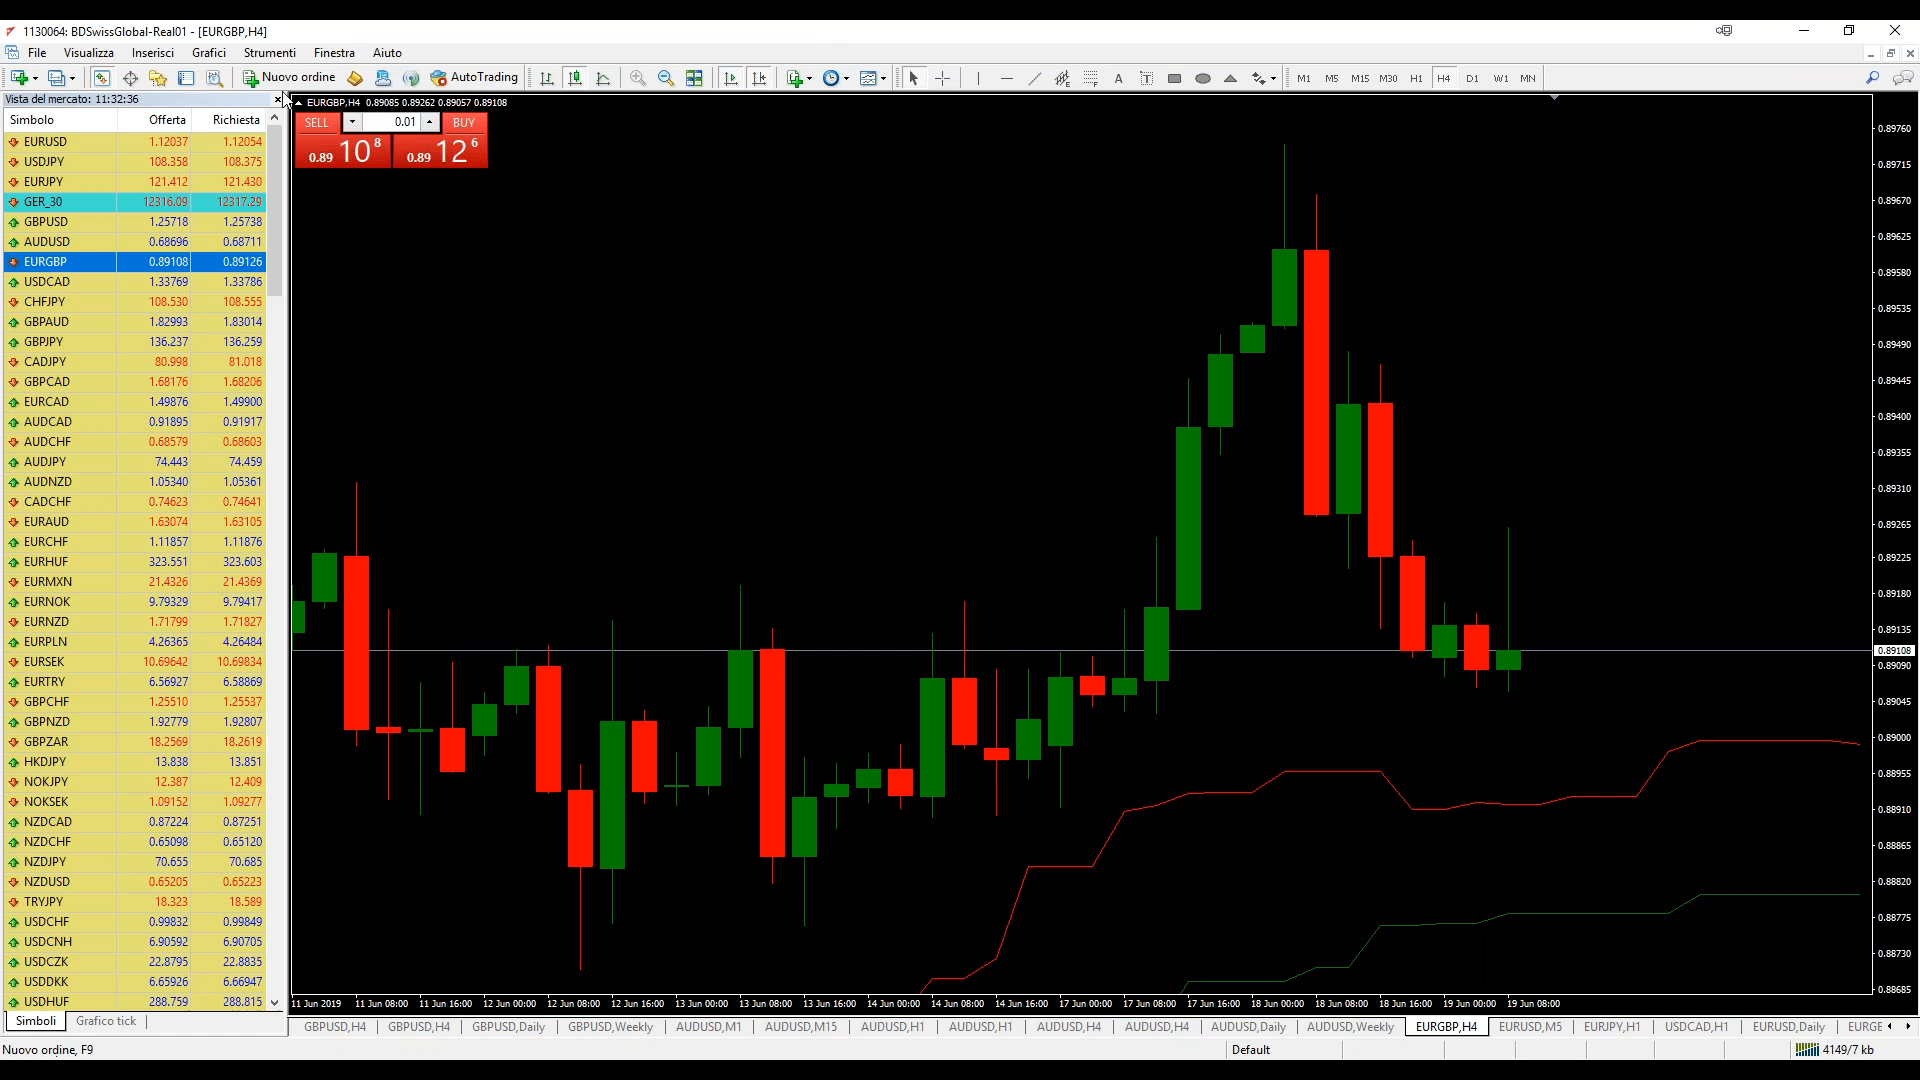 1130064: BDSwissGlobal-Real01 - [EURGBP,H4]
File Visualizza Inserisci Grafici Strumenti Finestra Aiuto
Nuovo ordine AutoTrading A T M1 M5 M15 M30 H1 H4 D1 W1 MN
Vista del mercato: 11:32:36
Simbolo Offerta Richiesta
EURUSD 1.12037 1.12054
USDJPY 108.358 108.375
EURJPY 121.412 121.430
GER_30 12316.09 12317.29
GBPUSD 1.25718 1.25738
AUDUSD 0.68696 0.68711
EURGBP 0.89108 0.89126
USDCAD 1.33769 1.33786
CHFJPY 108.530 108.555
GBPAUD 1.82993 1.83014
GBPJPY 136.237 136.259
CADJPY 80.998 81.018
GBPCAD 1.68176 1.68206
EURCAD 1.49876 1.49900
AUDCAD 0.91895 0.91917
AUDCHF 0.68579 0.68603
AUDJPY 74.443 74.459
AUDNZD 1.05340 1.05361
CADCHF 0.74623 0.74641
EURAUD 1.63074 1.63105
EURCHF 1.11857 1.11876
EURHUF 323.551 323.603
EURMXN 21.4326 21.4369
EURNOK 9.79329 9.79417
EURNZD 1.71799 1.71827
EURPLN 4.26365 4.26484
EURSEK 10.69642 10.69834
EURTRY 6.56927 6.58869
GBPCHF 1.25510 1.25537
GBPNZD 1.92779 1.92807
GBPZAR 18.2569 18.2619
HKDJPY 13.838 13.851
NOKJPY 12.387 12.409
NOKSEK 1.09152 1.09277
NZDCAD 0.87224 0.87251
NZDCHF 0.65098 0.65120
NZDJPY 70.655 70.685
NZDUSD 0.65205 0.65223
TRYJPY 18.323 18.589
USDCHF 0.99832 0.99849
USDCNH 6.90592 6.90705
USDCZK 22.8795 22.8835
USDDKK 6.65926 6.66947
USDHUF 288.759 288.815
Simboli Grafico tick
EURGBP,H4 0.89085 0.89262 0.89057 0.89108
SELL 0.01 BUY
0.89 10 8 0.89 12 6
0.89760
0.89715
0.89670
0.89625
0.89580
0.89535
0.89490
0.89445
0.89400
0.89355
0.89310
0.89265
0.89225
0.89180
0.89135
0.89108
0.89090
0.89045
0.89000
0.88955
0.88910
0.88865
0.88820
0.88775
0.88730
0.88685
11 Jun 2019 11 Jun 08:00 11 Jun 16:00 12 Jun 00:00 12 Jun 08:00 12 Jun 16:00 13 Jun 00:00 13 Jun 08:00 13 Jun 16:00 14 Jun 00:00 14 Jun 08:00 14 Jun 16:00 17 Jun 00:00 17 Jun 08:00 17 Jun 16:00 18 Jun 00:00 18 Jun 08:00 18 Jun 16:00 19 Jun 00:00 19 Jun 08:00
GBPUSD,H4 GBPUSD,H4 GBPUSD,Daily GBPUSD,Weekly AUDUSD,M1 AUDUSD,M15 AUDUSD,H1 AUDUSD,H1 AUDUSD,H4 AUDUSD,H4 AUDUSD,Daily AUDUSD,Weekly EURGBP,H4 EURUSD,M5 EURJPY,H1 USDCAD,H1 EURUSD,Daily EURGE
Nuovo ordine, F9 Default 4149/7 kb